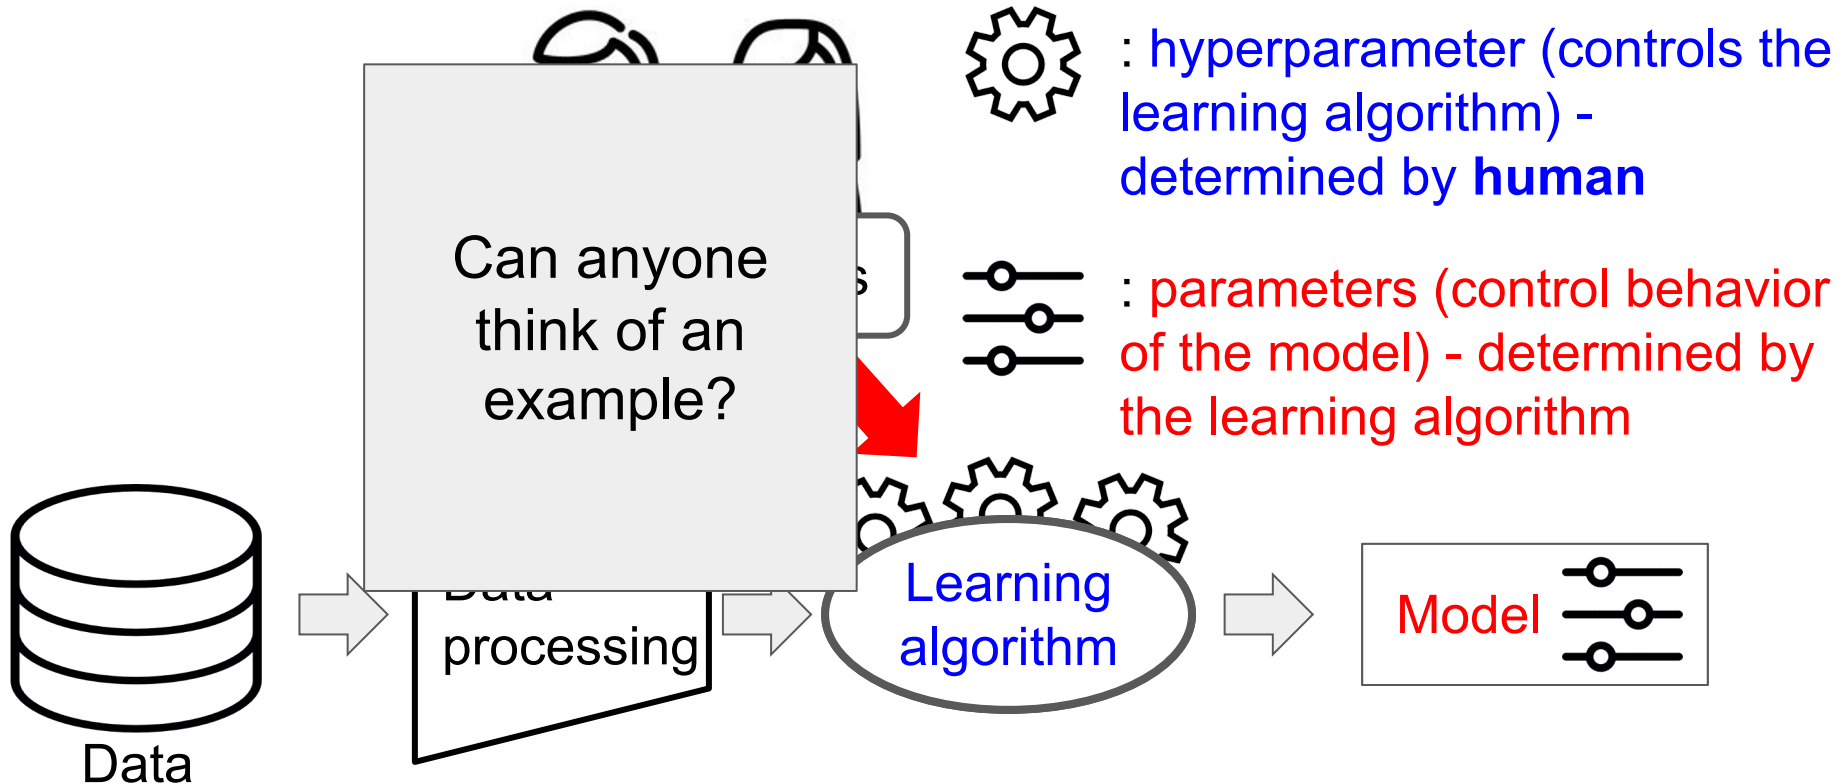 : hyperparameter (controls the
learning algorithm) -
determined by human
Can anyone
think of an
example?
s
: parameters (control behavior
of the model) - determined by
the learning algorithm
Data
processing
Learning
algorithm
Model
Data